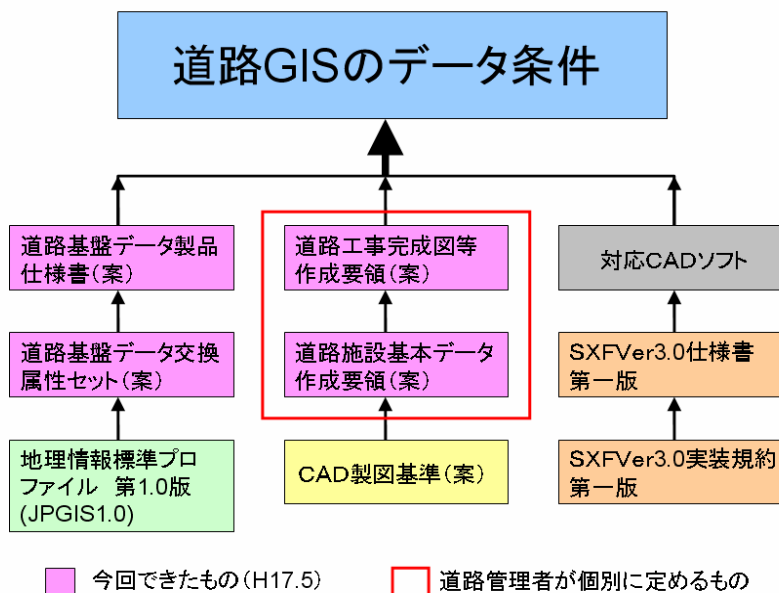 道路GISのデータ条件
道路基盤データ製品
仕様書(案)
道路工事完成図等
作成要領(案)
対応CADソフト
道路基盤データ交換
属性セット(案)
道路施設基本データ
作成要領(案)
SXFVer3.0仕様書
第一版
地理情報標準プロ
ファイル 第1.0版
(JPGIS1.0)
CAD製図基準(案)
SXFVer3.0実装規約
第一版
今回できたもの(H17.5)
道路管理者が個別に定めるもの